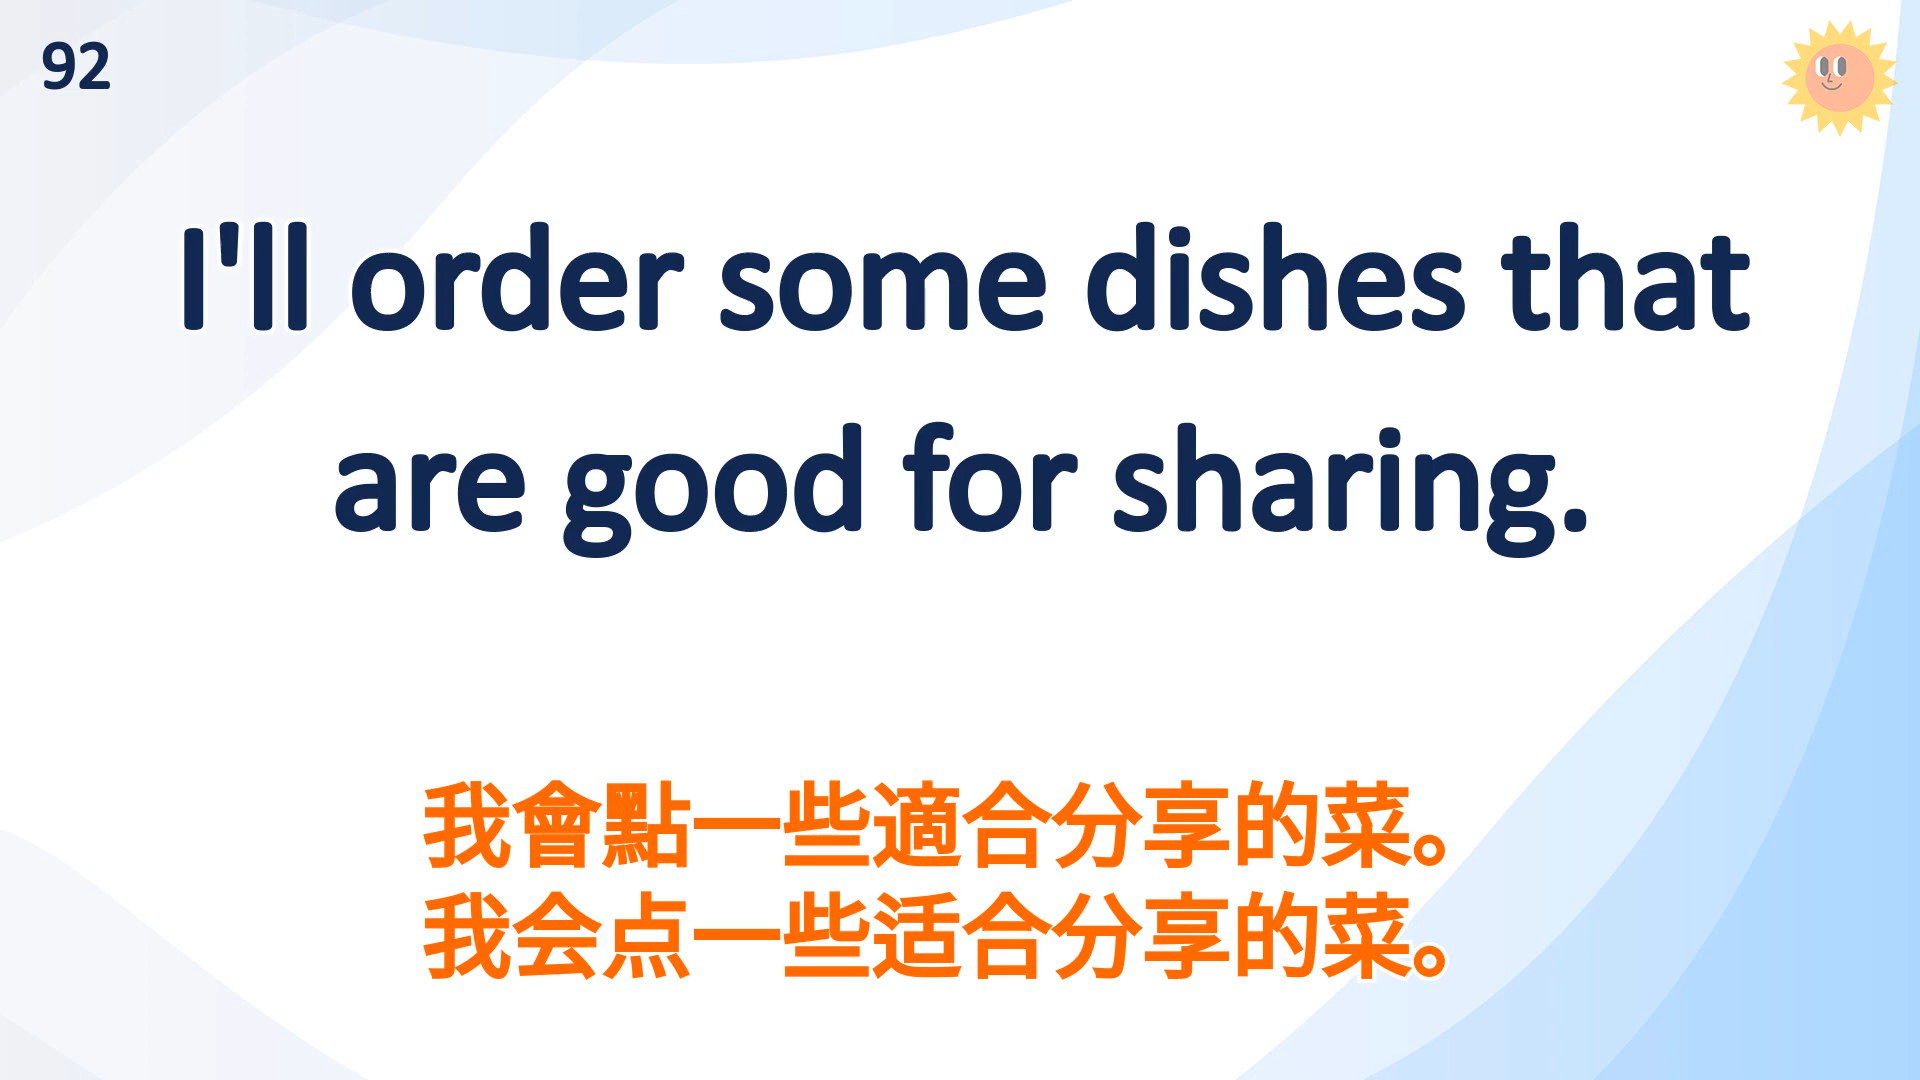 92
I'll order some dishes that
are good for sharing.
我會點一些適合分享的菜。
我会点一些适合分享的菜。